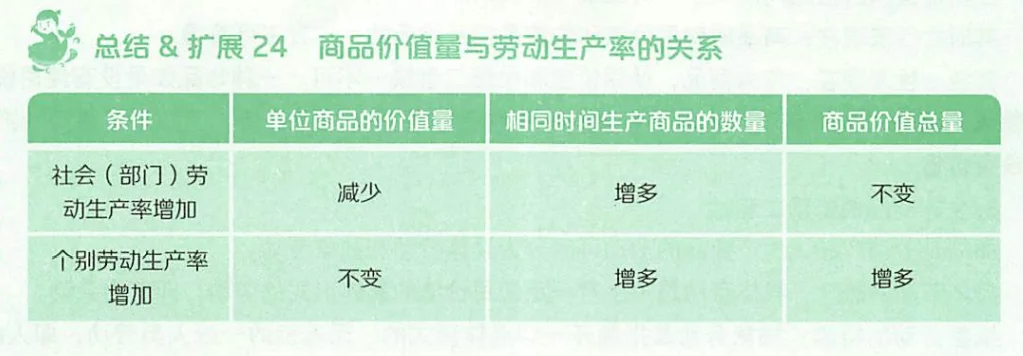 总结 & 扩展 24 商品价值量与劳动生产率的关系
条件 单位商品的价值量 相同时间生产商品的数量 商品价值总量
社会（部门）劳动生产率增加 减少 增多 不变
个别劳动生产率增加 不变 增多 增多